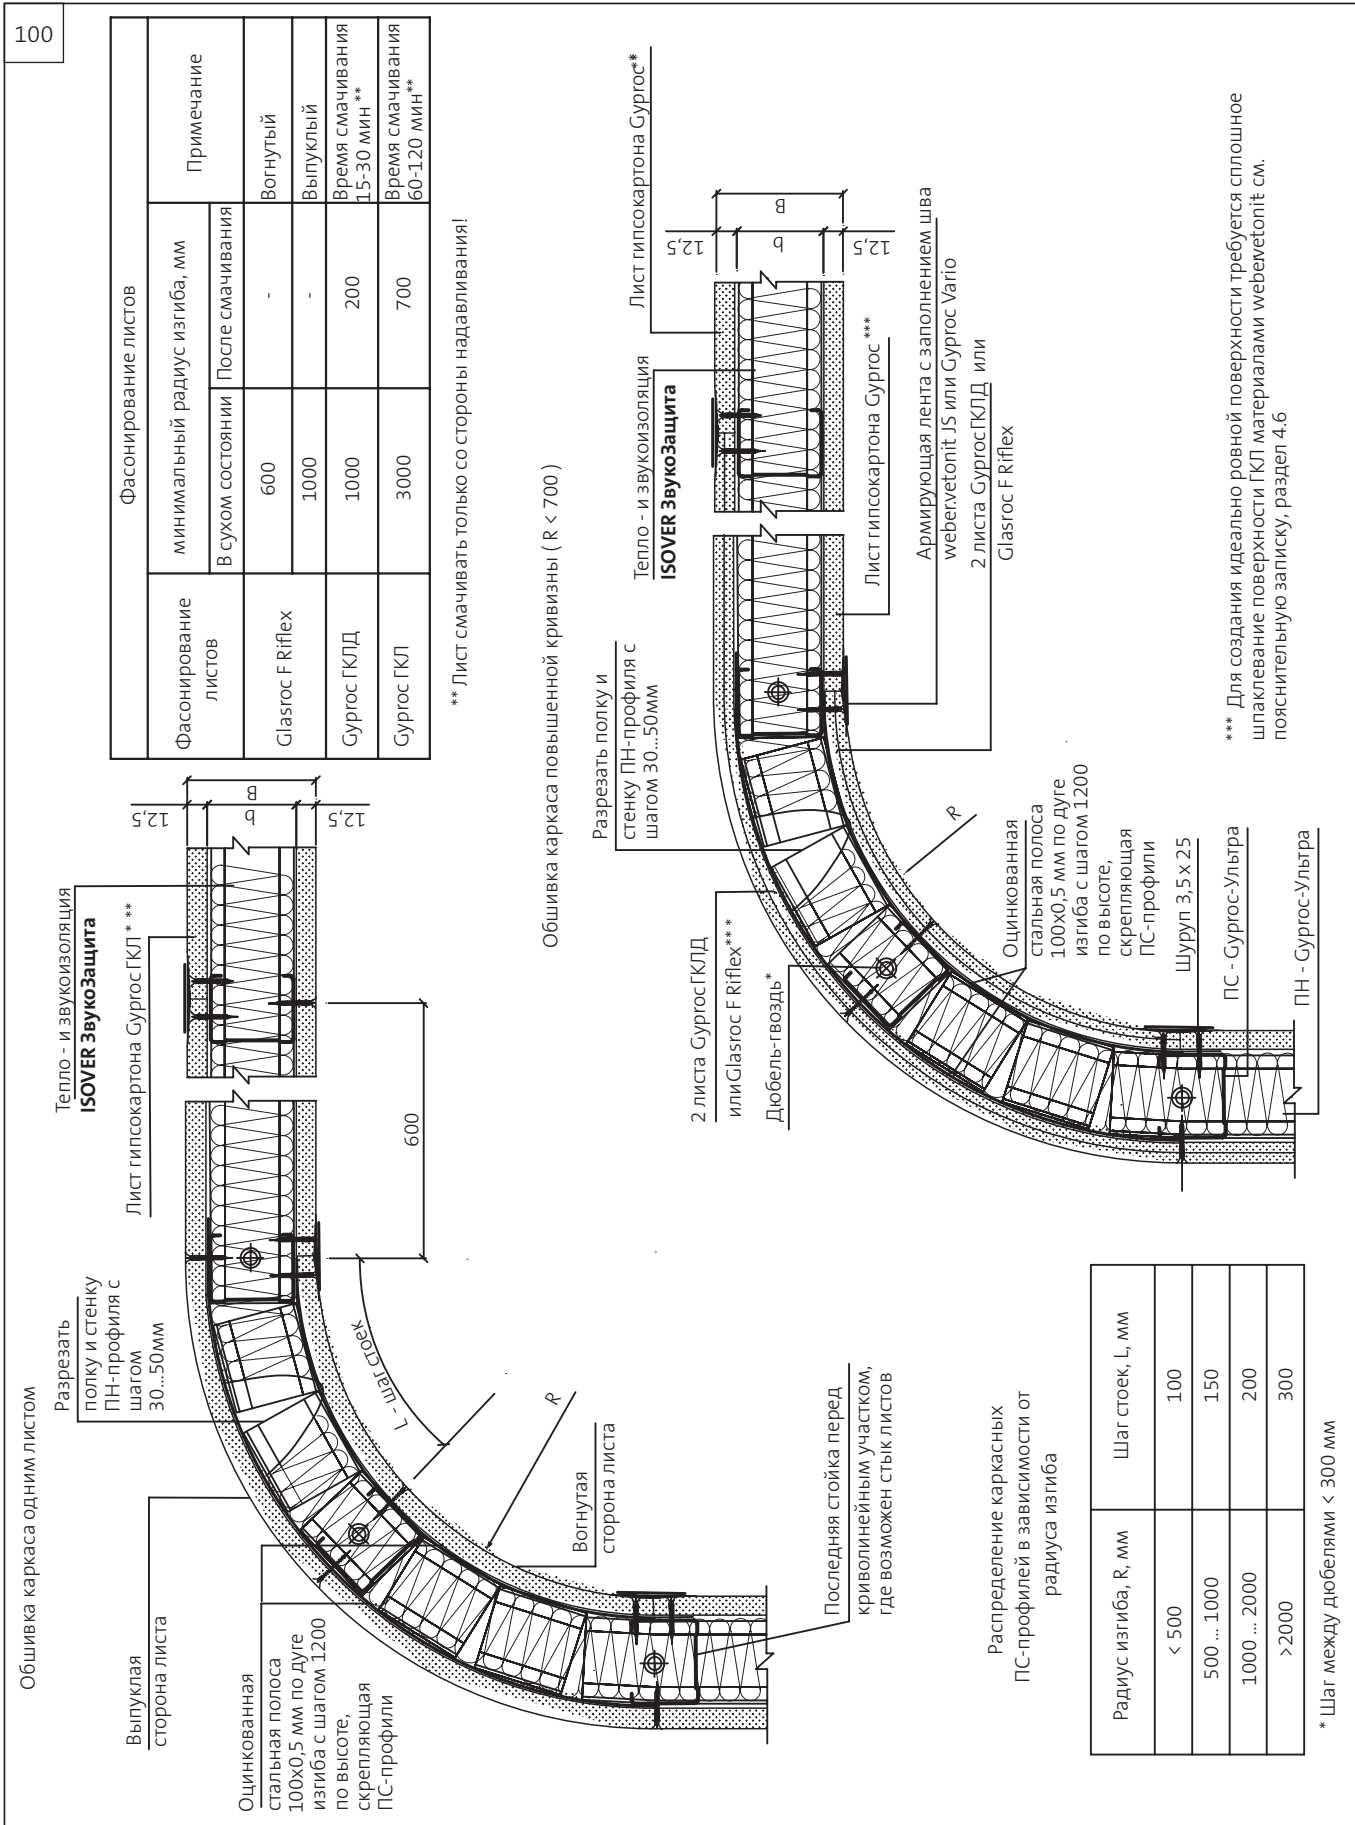 100
Обшивка каркаса одним листом
Выпуклая
сторона листа
Оцинкованная
стальная полоса
100х0,5 мм по дуге
изгиба с шагом 1200
по высоте,
скрепляющая
ПС-профили
Разрезать
полку и стенку
ПН-профиля с
шагом
30...50мм
Тепло - и звукоизоляция
ISOVER ЗвукоЗащита
Лист гипсокартона Gyproc ГКЛ * **
12,5
b
12,5
B
600
L - шаг стоек
R
Вогнутая
сторона листа
Последняя стойка перед
криволинейным участком,
где возможен стык листов
Фасонирование листов
Фасонирование
листов
минимальный радиус изгиба, мм
Примечание
В сухом состоянии
После смачивания
Glasroc F Riflex
600
-
Вогнутый
1000
-
Выпуклый
Gyproc ГКЛД
1000
200
Время смачивания
15-30 мин **
Gyproc ГКЛ
3000
700
Время смачивания
60-120 мин**
** Лист смачивать только со стороны надавливания!
Обшивка каркаса повышенной кривизны ( R < 700 )
2 листа GyprocГКЛД
илиGlasroc F Riflex*** *
Дюбель-гвоздь*
Разрезать полку и
стенку ПН-профиля с
шагом 30...50мм
Тепло - и звукоизоляция
ISOVER ЗвукоЗащита
Лист гипсокартона Gyproc**
12,5
b
12,5
B
Лист гипсокартона Gyproc ***
Армирующая лента с заполнением шва
weber.vetonit JS или Gyproc Vario
2 листа GyprocГКЛД или
Glasroc F Riflex
R
Оцинкованная
стальная полоса
100х0,5 мм по дуге
изгиба с шагом 1200
по высоте,
скрепляющая
ПС-профили
Шуруп 3,5 х 25
ПС - Gyproc-Ультра
ПН - Gyproc-Ультра
Распределение каркасных
ПС-профилей в зависимости от
радиуса изгиба
Радиус изгиба, R, мм
Шаг стоек, L, мм
< 500
100
500 ... 1000
150
1000 ... 2000
200
>2000
300
* Шаг между дюбелями < 300 мм
*** Для создания идеально ровной поверхности требуется сплошное
шпаклевание поверхности ГКЛ материалами weber.vetonit см.
пояснительную записку, раздел 4.6